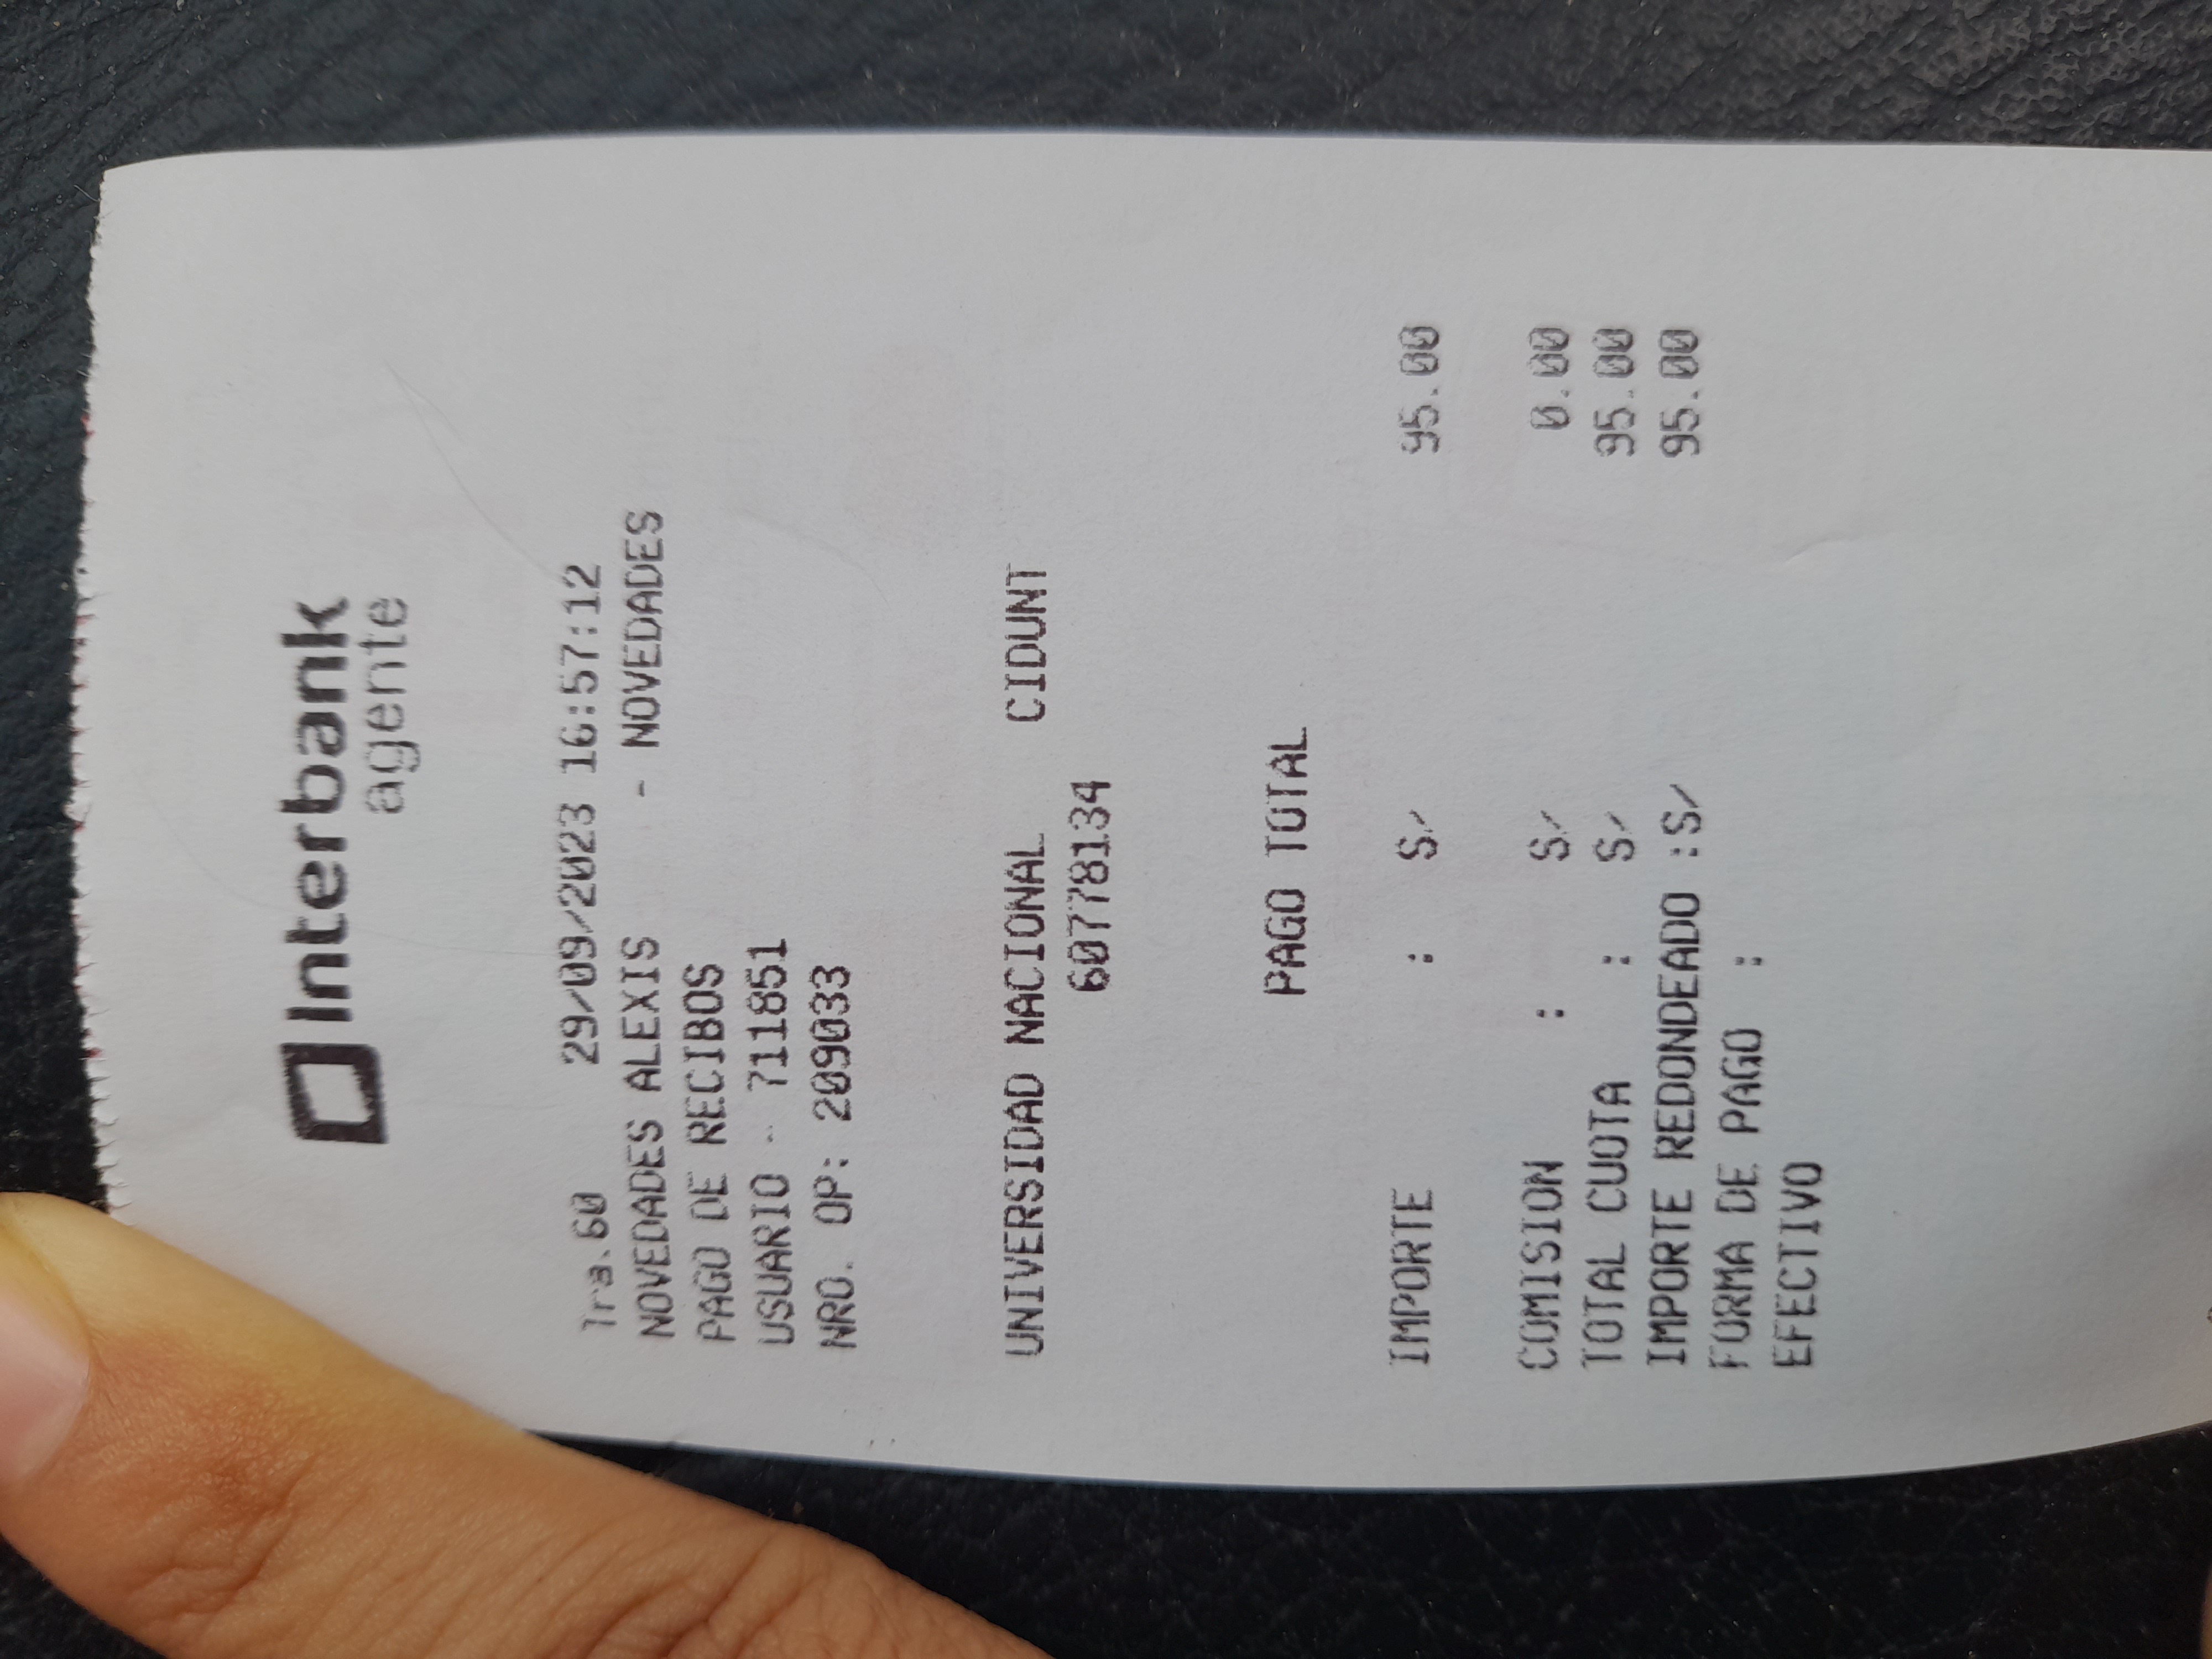 Interbank
agente
Tra.60 29/09/2023 16:57:12
NOVEDADES ALEXIS - NOVEDADES
PAGO DE RECIBOS
USUARIO - 711851
NRO. OP: 209033
UNIVERSIDAD NACIONAL CIDUNT
60778134
PAGO TOTAL
IMPORTE : S/ 95.00
COMISION : S/ 0.00
TOTAL CUOTA : S/ 95.00
IMPORTE REDONDEADO :S/ 95.00
FORMA DE PAGO :
EFECTIVO